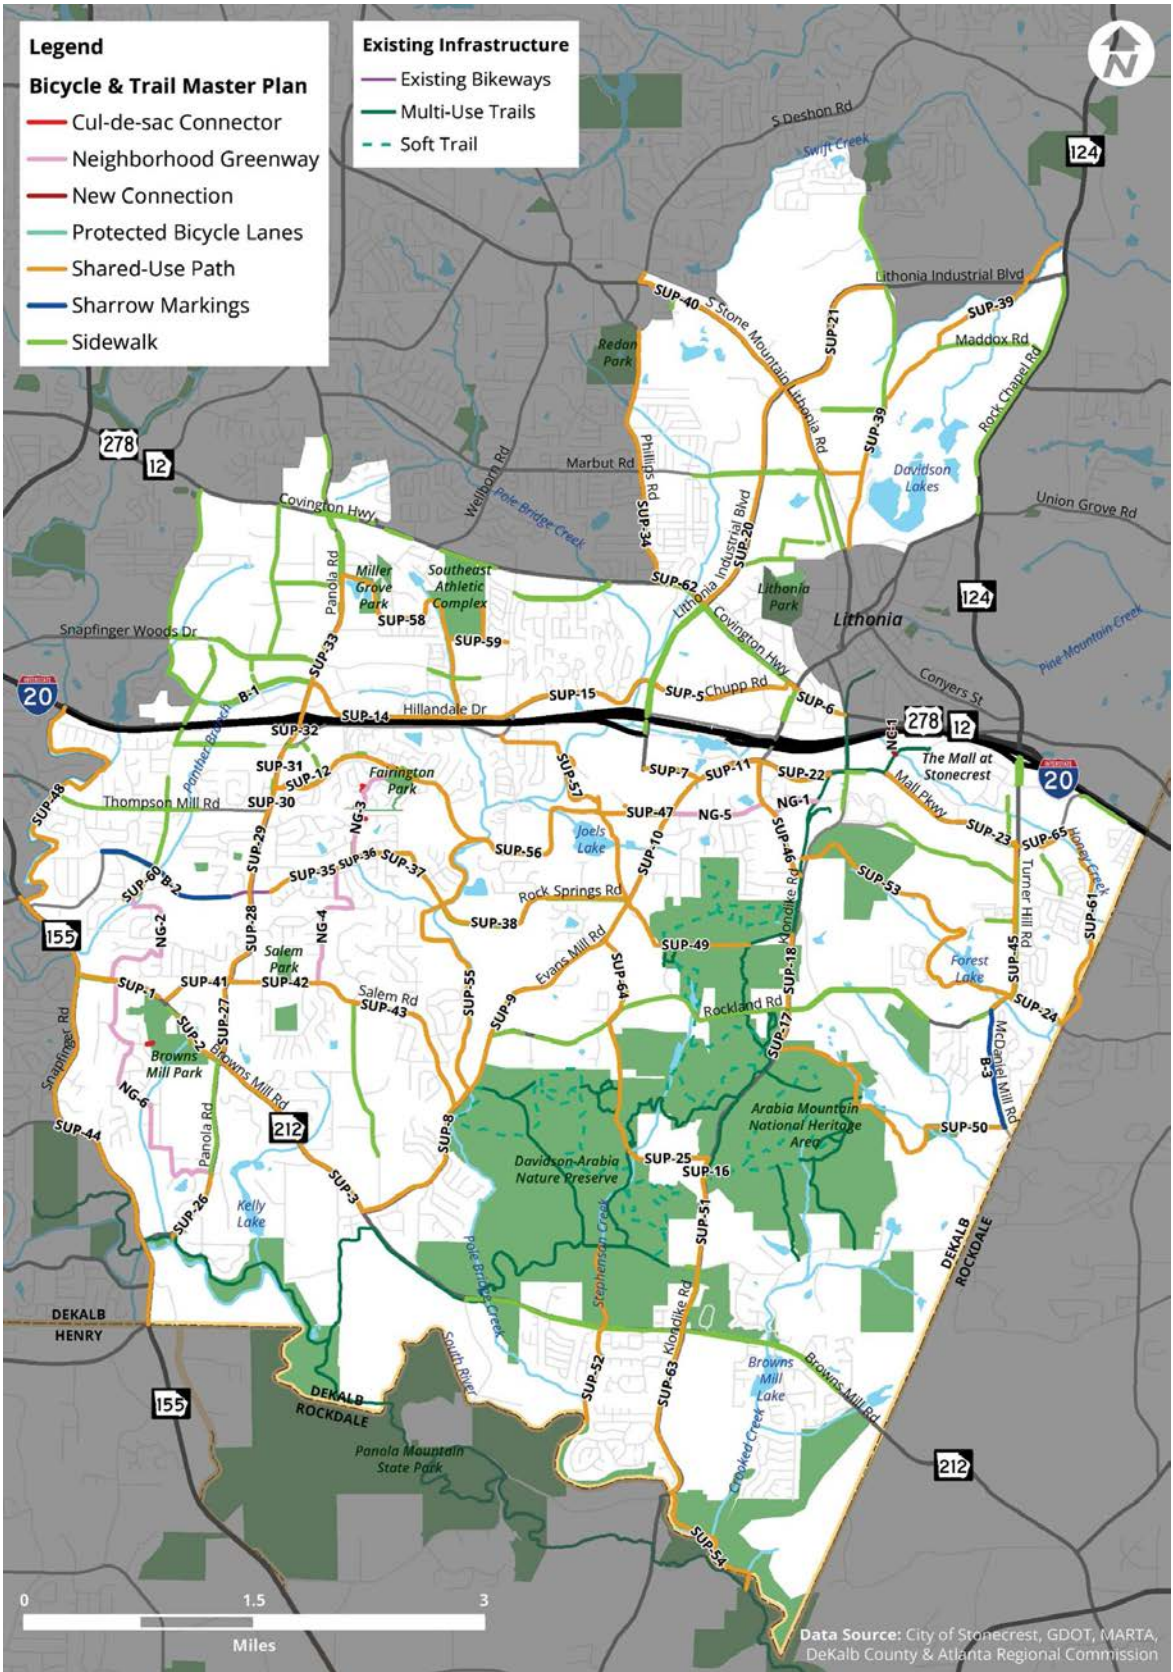 Legend
Bicycle & Trail Master Plan
Cul-de-sac Connector
Neighborhood Greenway
New Connection
Protected Bicycle Lanes
Shared-Use Path
Sharrow Markings
Sidewalk
Existing Infrastructure
Existing Bikeways
Multi-Use Trails
Soft Trail
N
S Deshon Rd
Swift Creek
124
Lithonia Industrial Blvd
SUP-40
S Stone Mountain Lithonia Rd
SUP-21
SUP-39
Maddox Rd
Redan
Park
Rock Chapel Rd
278
12
SUP-39
Marbut Rd
Phillips Rd
Davidson
Lakes
Wellborn Rd
Covington Hwy
Pole Bridge Creek
Union Grove Rd
SUP-34
Lithonia Industrial Blvd
SUP-20
Panola Rd
Miller
Grove
Park
Southeast
Athletic
Complex
SUP-62
Lithonia
Park
124
Lithonia
SUP-58
Covington Hwy
Snapfinger Woods Dr
SUP-33
SUP-59
Pine Mountain Creek
20
B-1
SUP-15
SUP-5
Chupp Rd
SUP-6
Conyers St
Panther Branch
SUP-14
Hillandale Dr
278
12
SUP-32
NG-1
The Mall at
Stonecrest
20
SUP-31
SUP-12
Fairington
Park
SUP-57
SUP-7
SUP-11
SUP-22
SUP-48
Thompson Mill Rd
SUP-30
NG-3
SUP-47
NG-5
NG-1
Mall Pkwy
SUP-23
SUP-65
Honey Creek
SUP-29
Joels
Lake
SUP-10
SUP-46
SUP-56
SUP-35
SUP-36
SUP-37
SUP-53
B-2
Rock Springs Rd
Klondike Rd
Turner Hill Rd
SUP-61
155
NG-2
SUP-28
NG-4
SUP-38
Evans Mill Rd
SUP-49
SUP-45
Salem
Park
SUP-18
Forest
Lake
SUP-1
SUP-41
SUP-42
Salem Rd
SUP-43
SUP-55
SUP-9
SUP-64
Rockland Rd
SUP-24
SUP-27
SUP-2
SUP-17
Snapfinger Rd
Browns
Mill Park
Browns Mill Rd
B-3
McDaniel Mill Rd
NG-6
Panola Rd
212
SUP-44
SUP-8
Arabia Mountain
National Heritage
Area
SUP-50
Davidson-Arabia
Nature Preserve
SUP-25
SUP-16
SUP-26
Kelly
Lake
SUP-3
SUP-51
Stephenson Creek
Pole Bridge Creek
DEKALB
ROCKDALE
DEKALB
HENRY
Klondike Rd
South River
SUP-52
SUP-63
Browns
Mill
Lake
Browns Mill Rd
155
DEKALB
ROCKDALE
Panola Mountain
State Park
Crooked Creek
212
SUP-54
0 1.5 3
Miles
Data Source: City of Stonecrest, GDOT, MARTA,
DeKalb County & Atlanta Regional Commission